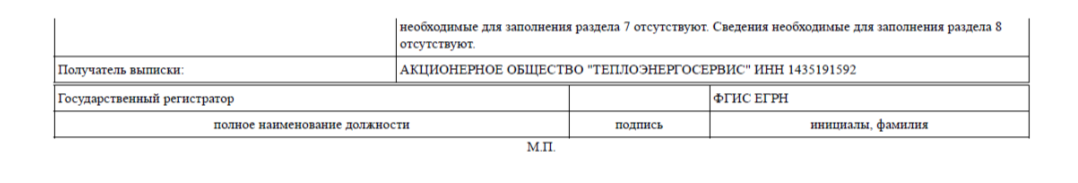 необходимые для заполнения раздела 7 отсутствуют. Сведения необходимые для заполнения раздела 8
отсутствуют.
Получатель выписки: АКЦИОНЕРНОЕ ОБЩЕСТВО "ТЕПЛОЭНЕРГОСЕРВИС" ИНН 1435191592
Государственный регистратор ФГИС ЕГРН
полное наименование должности подпись инициалы, фамилия
М.П.